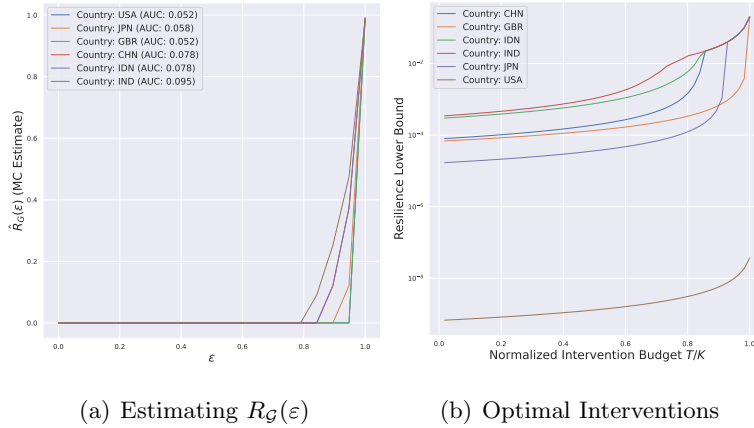 Country: USA (AUC: 0.052)
Country: JPN (AUC: 0.058)
Country: GBR (AUC: 0.052)
Country: CHN (AUC: 0.078)
Country: IDN (AUC: 0.078)
Country: IND (AUC: 0.095)
1.0
0.8
0.6
0.4
0.2
0.0
R̂_G(ε) (MC Estimate)
0.0 0.2 0.4 0.6 0.8 1.0
ε
(a) Estimating R_𝒢(ε)
Country: CHN
Country: GBR
Country: IDN
Country: IND
Country: JPN
Country: USA
10⁻²
10⁻⁴
10⁻⁶
10⁻⁸
Resilience Lower Bound
0.0 0.2 0.4 0.6 0.8 1.0
Normalized Intervention Budget T/K
(b) Optimal Interventions